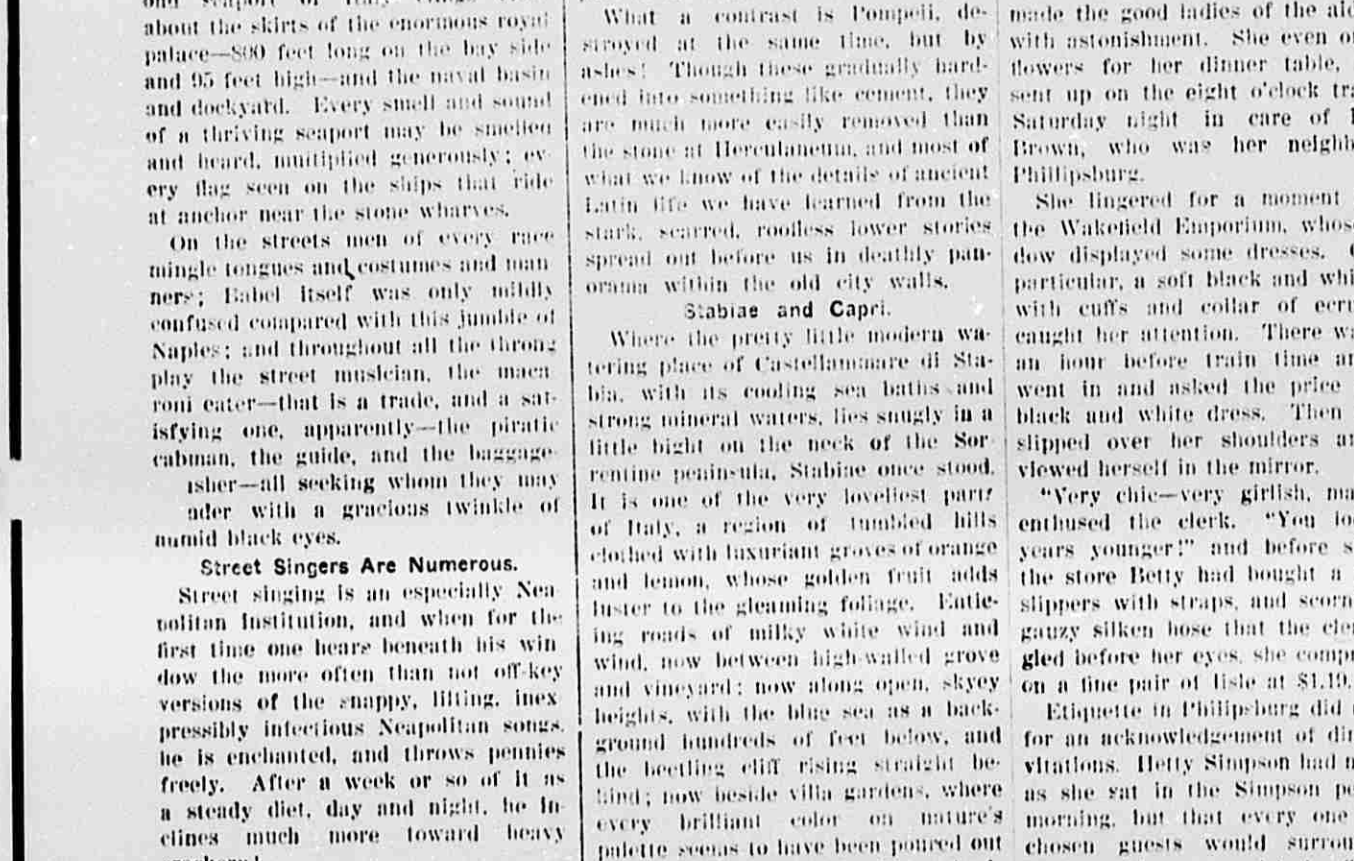 about the skirts of the enormous royal
palace—800 feet long on the bay side
and 95 feet high—and the naval basin
and dockyard. Every smell and sound
of a thriving seaport may be smelled
and heard, multiplied generously; ev-
ery flag seen on the ships that ride
at anchor near the stone wharves.
On the streets men of every race
mingle tongues and costumes and man
ners; Babel itself was only mildly
confused compared with this jumble of
Naples; and throughout all the throng
play the street musician, the maca
roni eater—that is a trade, and a sat-
isfying one, apparently—the piratic
cabman, the guide, and the baggage-
isher—all seeking whom they may
ader with a gracious twinkle of
numid black eyes.
Street Singers Are Numerous.
Street singing is an especially Nea
politan Institution, and when for the
first time one hears beneath his win
dow the more often than not off-key
versions of the snappy, lilting, inex
pressibly infectious Neapolitan songs,
he is enchanted, and throws pennies
freely. After a week or so of it as
a steady diet, day and night, he in-
clines much more toward heavy
What a contrast is Pompeii, de-
stroyed at the same time, but by
ashes! Though these gradually hard-
ened into something like cement, they
are much more easily removed than
the stone at Herculaneum, and most of
what we know of the details of ancient
Latin life we have learned from the
stark, scarred, roofless lower stories
spread out before us in deathly pan-
orama within the old city walls.
Stabiae and Capri.
Where the pretty little modern wa-
tering place of Castellammare di Sta-
bia, with its cooling sea baths and
strong mineral waters, lies snugly in a
little bight on the neck of the Sor-
rentine peninsula, Stabiae once stood.
It is one of the very loveliest parts
of Italy, a region of tumbled hills
clothed with luxuriant groves of orange
and lemon, whose golden fruit adds
luster to the gleaming foliage. Entic-
ing roads of milky white wind and
wind, now between high-walled grove
and vineyard; now along open, skyey
heights, with the blue sea as a back-
ground hundreds of feet below, and
the beetling cliff rising straight be-
hind; now beside villa gardens, where
every brilliant color on nature's
palette seems to have been poured out
made the good ladies of the aid
with astonishment. She even or
flowers for her dinner table,
sent up on the eight o'clock tra
Saturday night in care of
Brown, who was her neighb
Phillipsburg.
She lingered for a moment
the Wakefield Emporium, whose
dow displayed some dresses.
particular, a soft black and whi
with cuffs and collar of ecru
caught her attention. There wa
an hour before train time an
went in and asked the price
black and white dress. Then
slipped over her shoulders an
viewed herself in the mirror.
"Very chic—very girlish, ma
enthused the clerk. "You loo
years younger!" and before s
the store Betty had bought a
slippers with straps, and scorn
gauzy silken hose that the cler
gled before her eyes, she compr
on a fine pair of lisle at $1.19.
Etiquette in Philipsburg did
for an acknowledgement of din
vitations. Hetty Simpson had
as she sat in the Simpson pe
morning, but that every one
chosen guests would surrou